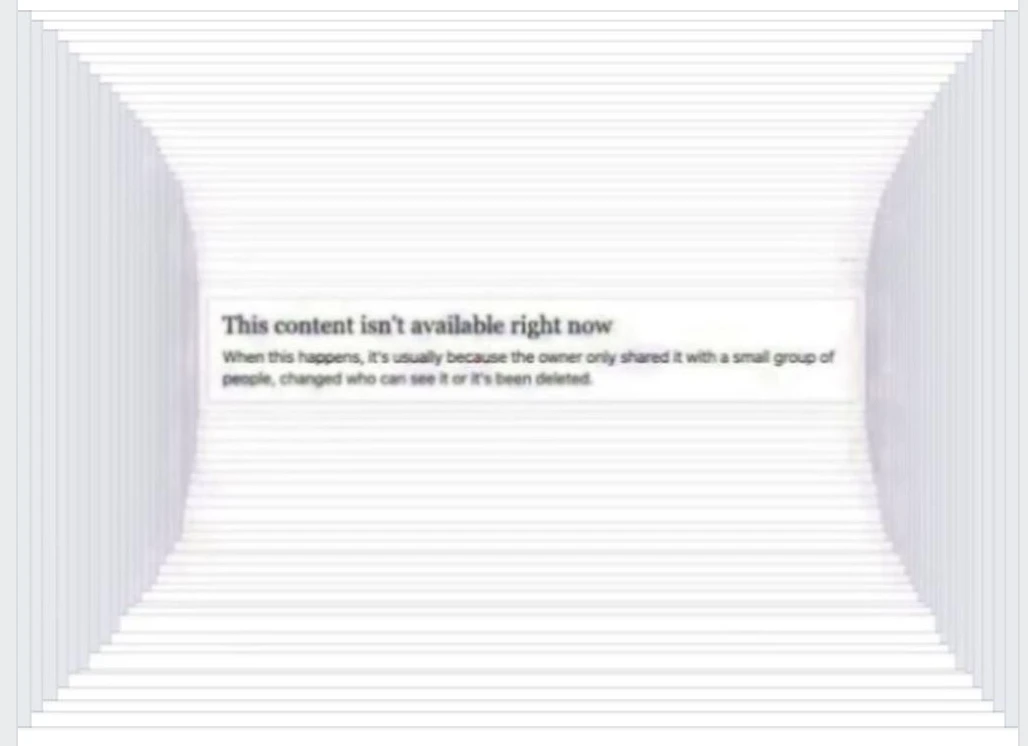 This content isn't available right now
When this happens, it's usually because the owner only shared it with a small group of
people, changed who can see it or it's been deleted.